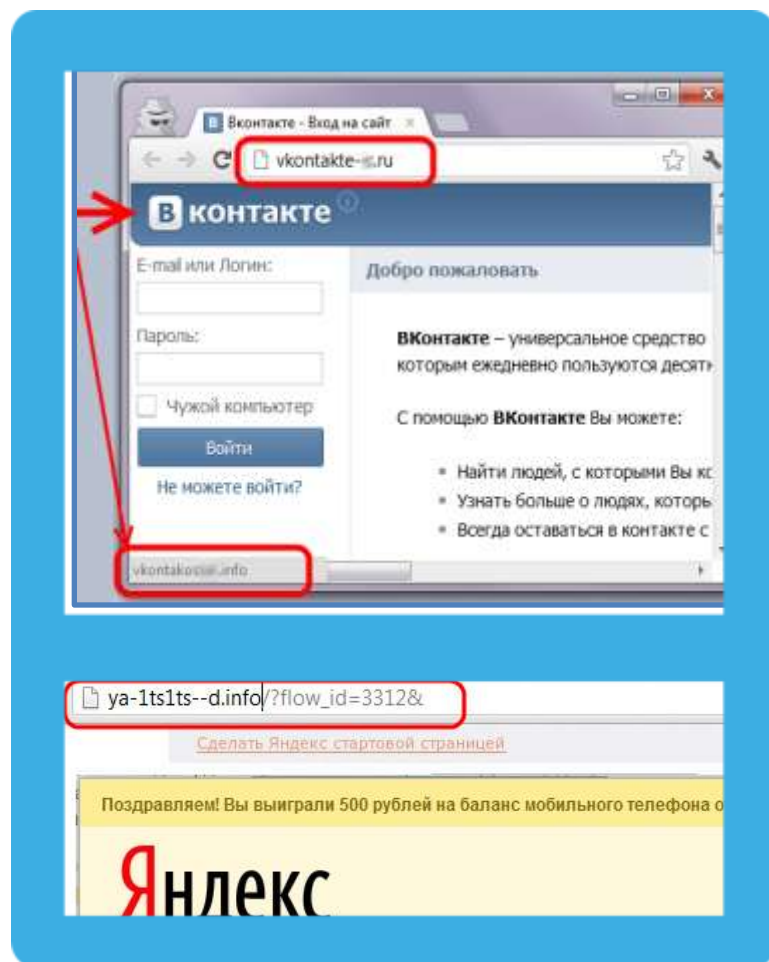 Вконтакте - Вход на сайт
vkontakte- .ru
В контакте
E-mail или Логин:
Пароль:
Чужой компьютер
Войти
Не можете войти?
Добро пожаловать
ВКонтакте – универсальное средство
которым ежедневно пользуются
С помощью ВКонтакте Вы можете:
• Найти людей, с которыми Вы
• Узнать больше о людях,
• Всегда оставаться в контакте с
.info
ya-1ts1ts--d.info/?flow_id=3312&
Сделать Яндекс стартовой страницей
Поздравляем! Вы выиграли 500 рублей на баланс мобильного телефона
Яндекс